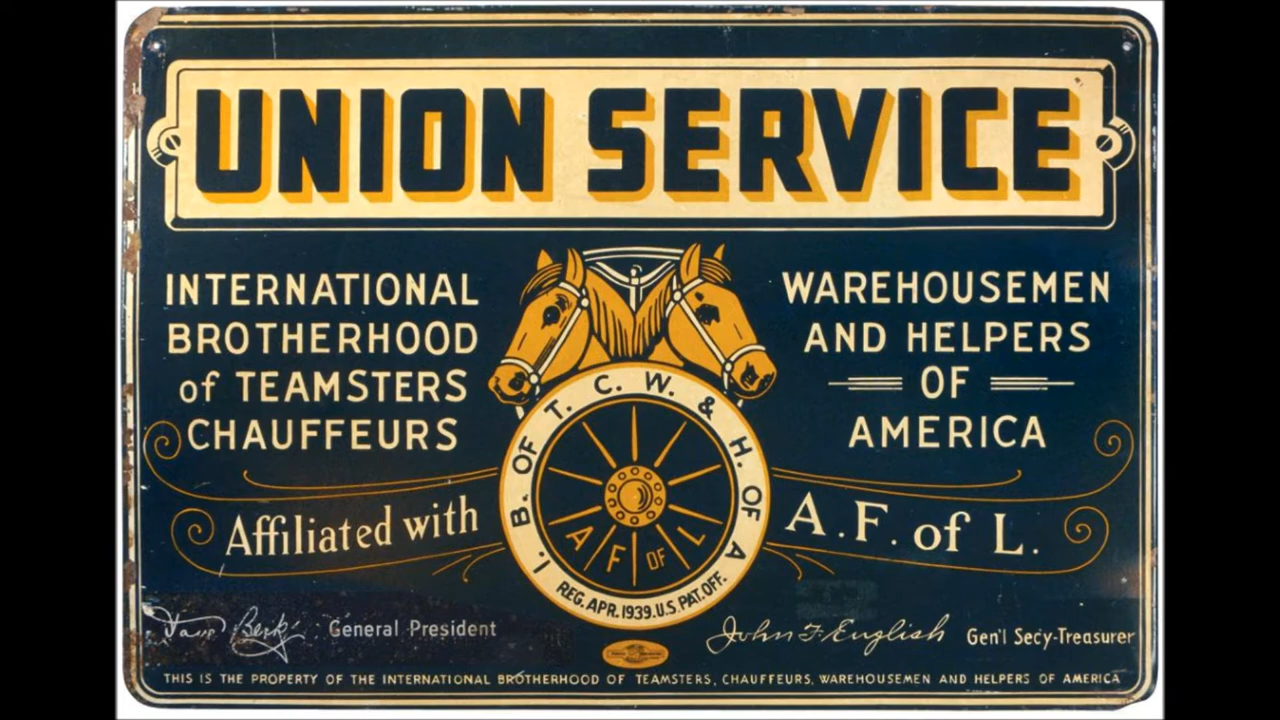 UNION SERVICE
INTERNATIONAL
BROTHERHOOD
of TEAMSTERS
CHAUFFEURS
WAREHOUSEMEN
AND HELPERS
OF
AMERICA
I. B. OF T. C. W. & H. OF A
A F OF L
REG. APR. 1939. U.S. PAT. OFF.
Affiliated with
A.F. of L.
General President
John F. English Gen'l Sec'y-Treasurer
THIS IS THE PROPERTY OF THE INTERNATIONAL BROTHERHOOD OF TEAMSTERS, CHAUFFEURS, WAREHOUSEMEN AND HELPERS OF AMERICA